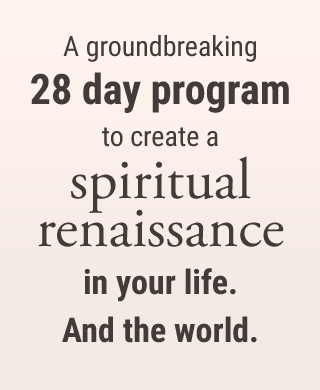 A groundbreaking
28 day program
to create a
spiritual
renaissance
in your life.
And the world.